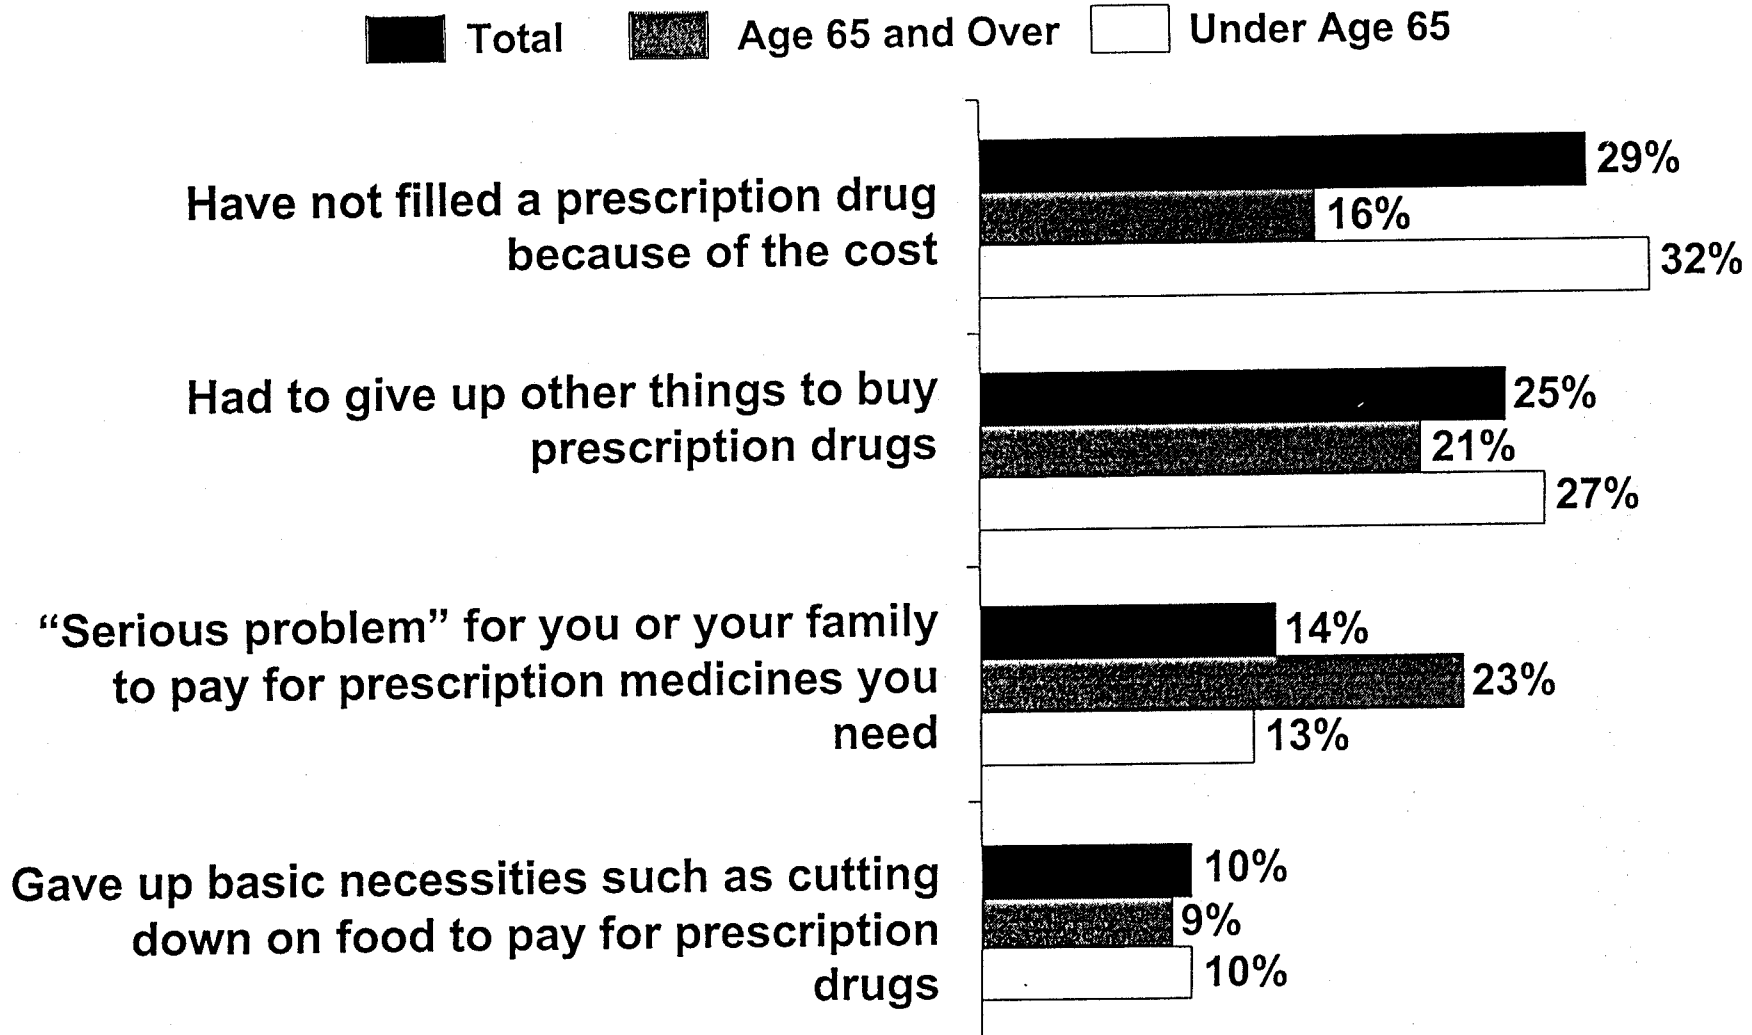 Total Age 65 and Over Under Age 65
Have not filled a prescription drug
because of the cost
29%
16%
32%
Had to give up other things to buy
prescription drugs
25%
21%
27%
“Serious problem” for you or your family
to pay for prescription medicines you
need
14%
23%
13%
Gave up basic necessities such as cutting
down on food to pay for prescription
drugs
10%
9%
10%